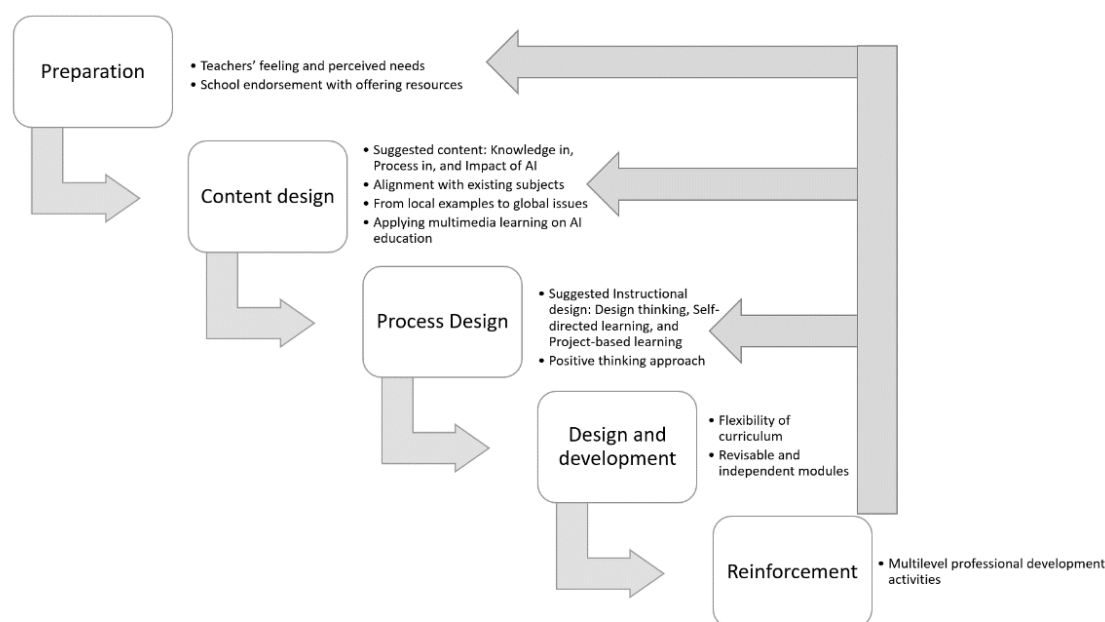 Preparation
• Teachers’ feeling and perceived needs
• School endorsement with offering resources
Content design
• Suggested content: Knowledge in,
Process in, and Impact of AI
• Alignment with existing subjects
• From local examples to global issues
• Applying multimedia learning on AI
education
Process Design
• Suggested Instructional
design: Design thinking, Self-
directed learning, and
Project-based learning
• Positive thinking approach
Design and
development
• Flexibility of
curriculum
• Revisable and
independent modules
Reinforcement
• Multilevel professional development
activities